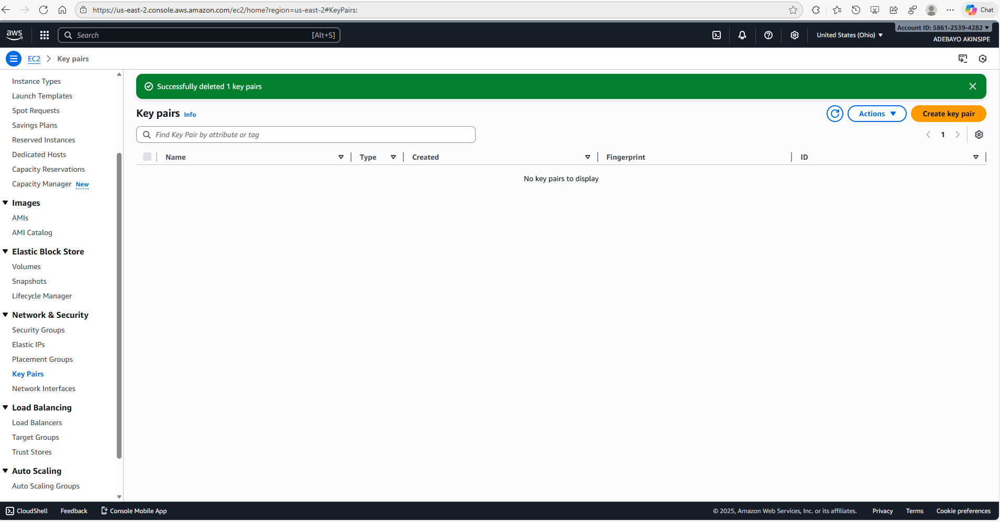 https://us-east-2.console.aws.amazon.com/ec2/home?region=us-east-2#KeyPairs:
Chat
aws
Search
[Alt+S]
United States (Ohio)
Account ID: 5861-2539-4282
ADEBAYO AKINSIPE
EC2
Key pairs
Instance Types
Launch Templates
Spot Requests
Savings Plans
Reserved Instances
Dedicated Hosts
Capacity Reservations
Capacity Manager New
Images
AMIs
AMI Catalog
Elastic Block Store
Volumes
Snapshots
Lifecycle Manager
Network & Security
Security Groups
Elastic IPs
Placement Groups
Key Pairs
Network Interfaces
Load Balancing
Load Balancers
Target Groups
Trust Stores
Auto Scaling
Auto Scaling Groups
Successfully deleted 1 key pairs
Key pairs Info
Actions
Create key pair
Find Key Pair by attribute or tag
1
Name
Type
Created
Fingerprint
ID
No key pairs to display
CloudShell
Feedback
Console Mobile App
© 2025, Amazon Web Services, Inc. or its affiliates.
Privacy
Terms
Cookie preferences